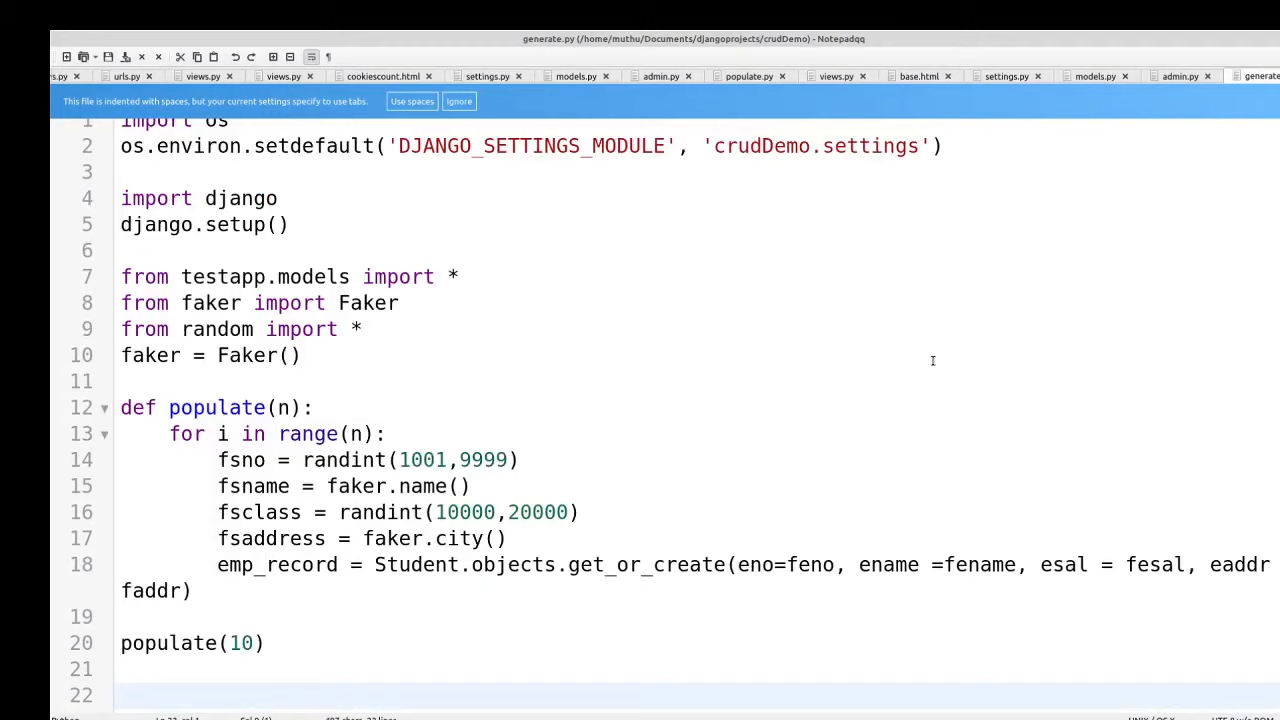 generate.py (/home/muthu/Documents/djangoprojects/crudDemo) - Notepadqq
s.py urls.py views.py views.py cookiescount.html settings.py models.py admin.py populate.py views.py base.html settings.py models.py admin.py generate
This file is indented with spaces, but your current settings specify to use tabs. Use spaces Ignore
1 import os
2 os.environ.setdefault('DJANGO_SETTINGS_MODULE', 'crudDemo.settings')
3
4 import django
5 django.setup()
6
7 from testapp.models import *
8 from faker import Faker
9 from random import *
10 faker = Faker()
11
12 def populate(n):
13 for i in range(n):
14 fsno = randint(1001,9999)
15 fsname = faker.name()
16 fsclass = randint(10000,20000)
17 fsaddress = faker.city()
18 emp_record = Student.objects.get_or_create(eno=feno, ename =fename, esal = fesal, eaddr
faddr)
19
20 populate(10)
21
22